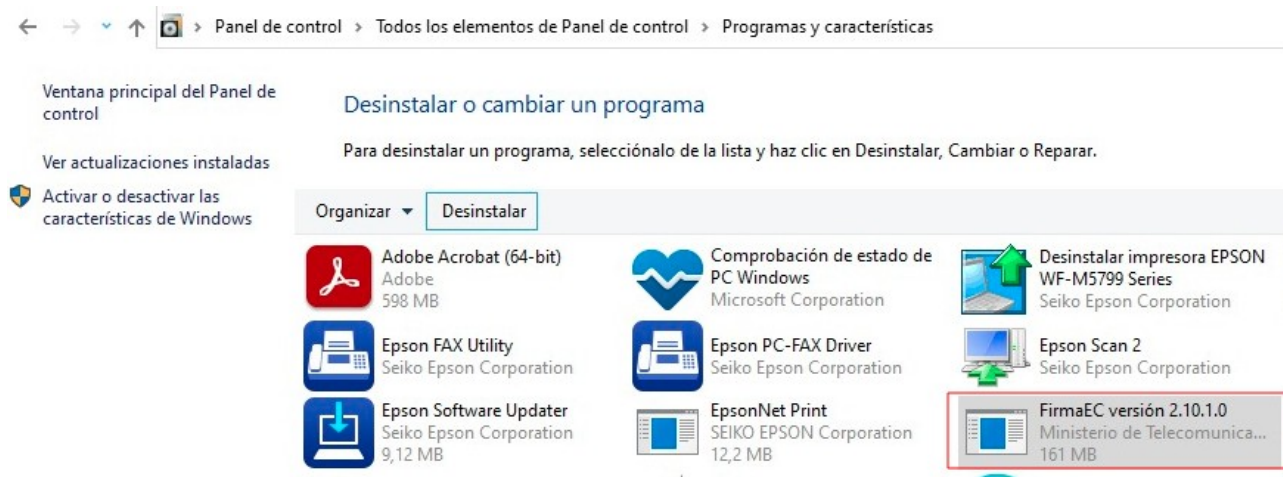 Panel de control > Todos los elementos de Panel de control > Programas y características
Ventana principal del Panel de
control
Ver actualizaciones instaladas
Activar o desactivar las
características de Windows
Desinstalar o cambiar un programa
Para desinstalar un programa, selecciónalo de la lista y haz clic en Desinstalar, Cambiar o Reparar.
Organizar Desinstalar
Adobe Acrobat (64-bit)
Adobe
598 MB
Comprobación de estado de
PC Windows
Microsoft Corporation
Desinstalar impresora EPSON
WF-M5799 Series
Seiko Epson Corporation
Epson FAX Utility
Seiko Epson Corporation
Epson PC-FAX Driver
Seiko Epson Corporation
Epson Scan 2
Seiko Epson Corporation
Epson Software Updater
Seiko Epson Corporation
9,12 MB
EpsonNet Print
SEIKO EPSON Corporation
12,2 MB
FirmaEC versión 2.10.1.0
Ministerio de Telecomunica...
161 MB